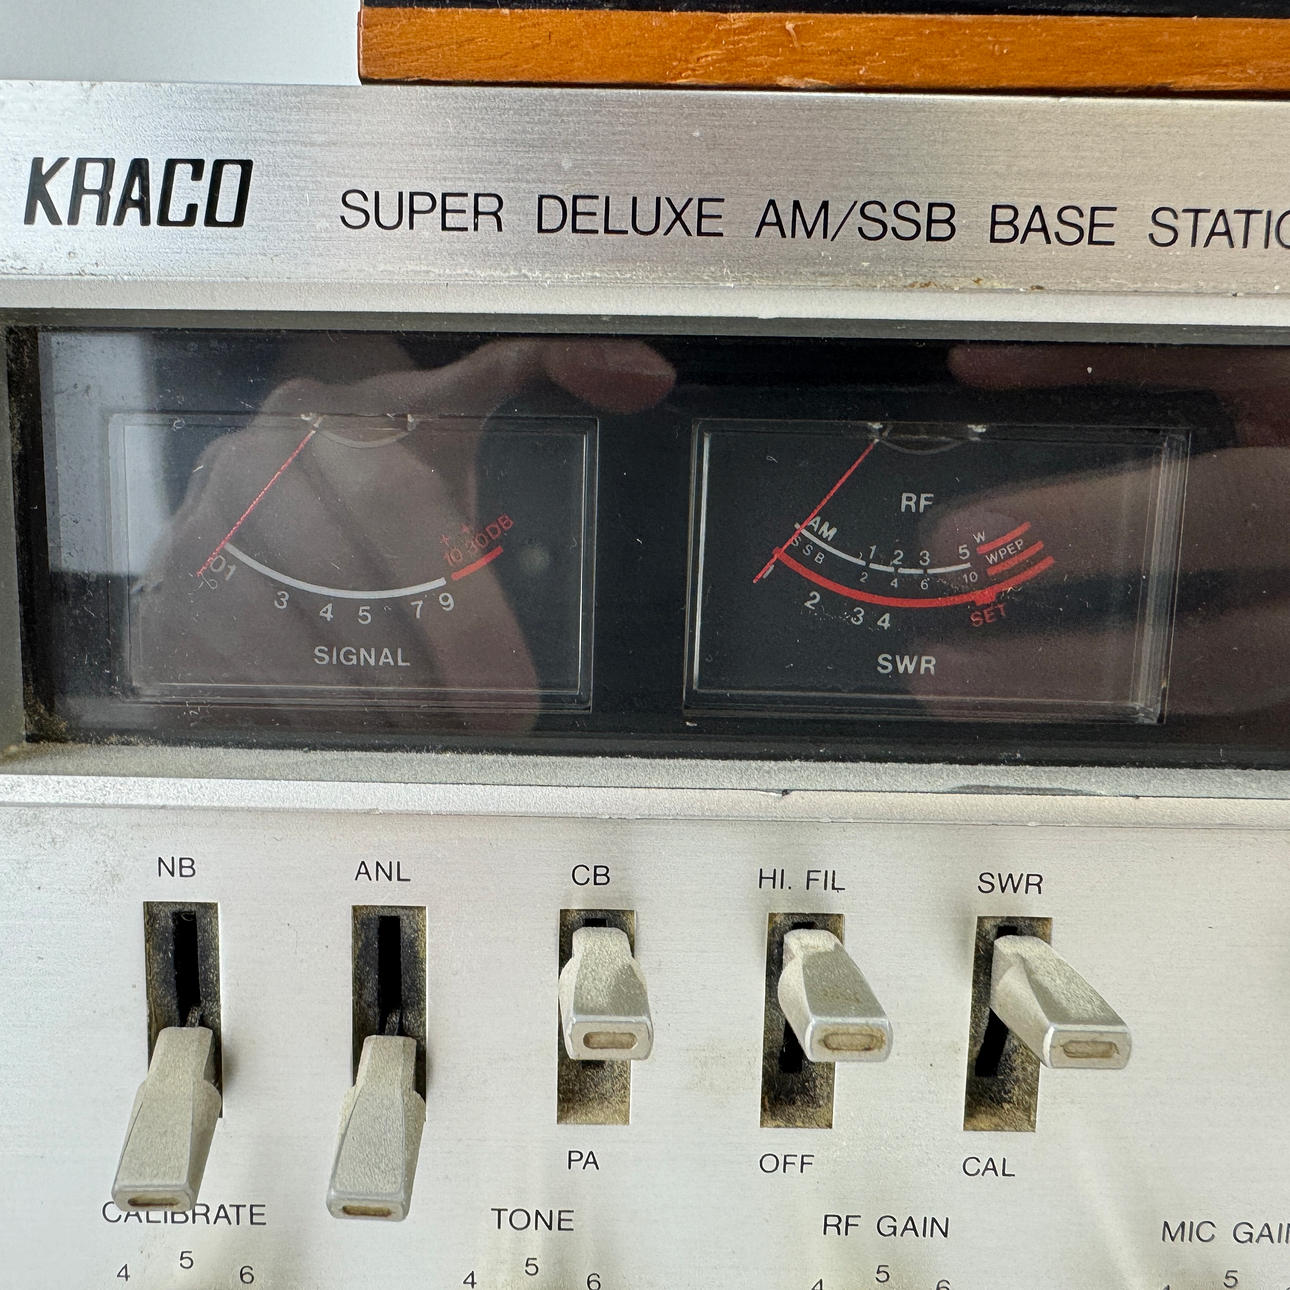 KRACO SUPER DELUXE AM/SSB BASE STATIO
0 1 3 4 5 7 9 +10 +30DB
SIGNAL
RF
AM 1 2 3 5 W
SSB 2 4 6 10 WPEP
2 3 4 SET
SWR
NB ANL CB HI. FIL SWR
PA OFF CAL
CALIBRATE TONE RF GAIN MIC GAI
4 5 6 4 5 6 4 5 6 4 5